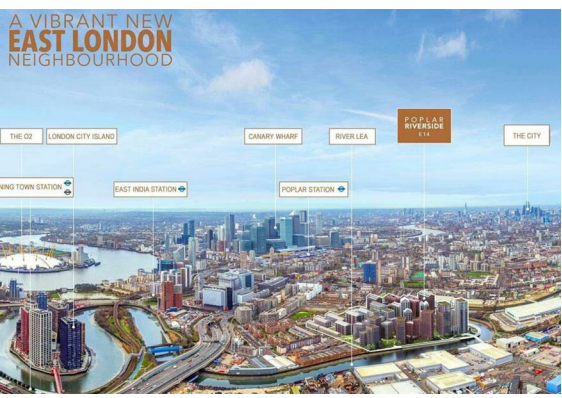 A VIBRANT NEW
EAST LONDON
NEIGHBOURHOOD
POPLAR
RIVERSIDE
E14
THE O2
LONDON CITY ISLAND
CANARY WHARF
RIVER LEA
THE CITY
NING TOWN STATION
EAST INDIA STATION
POPLAR STATION